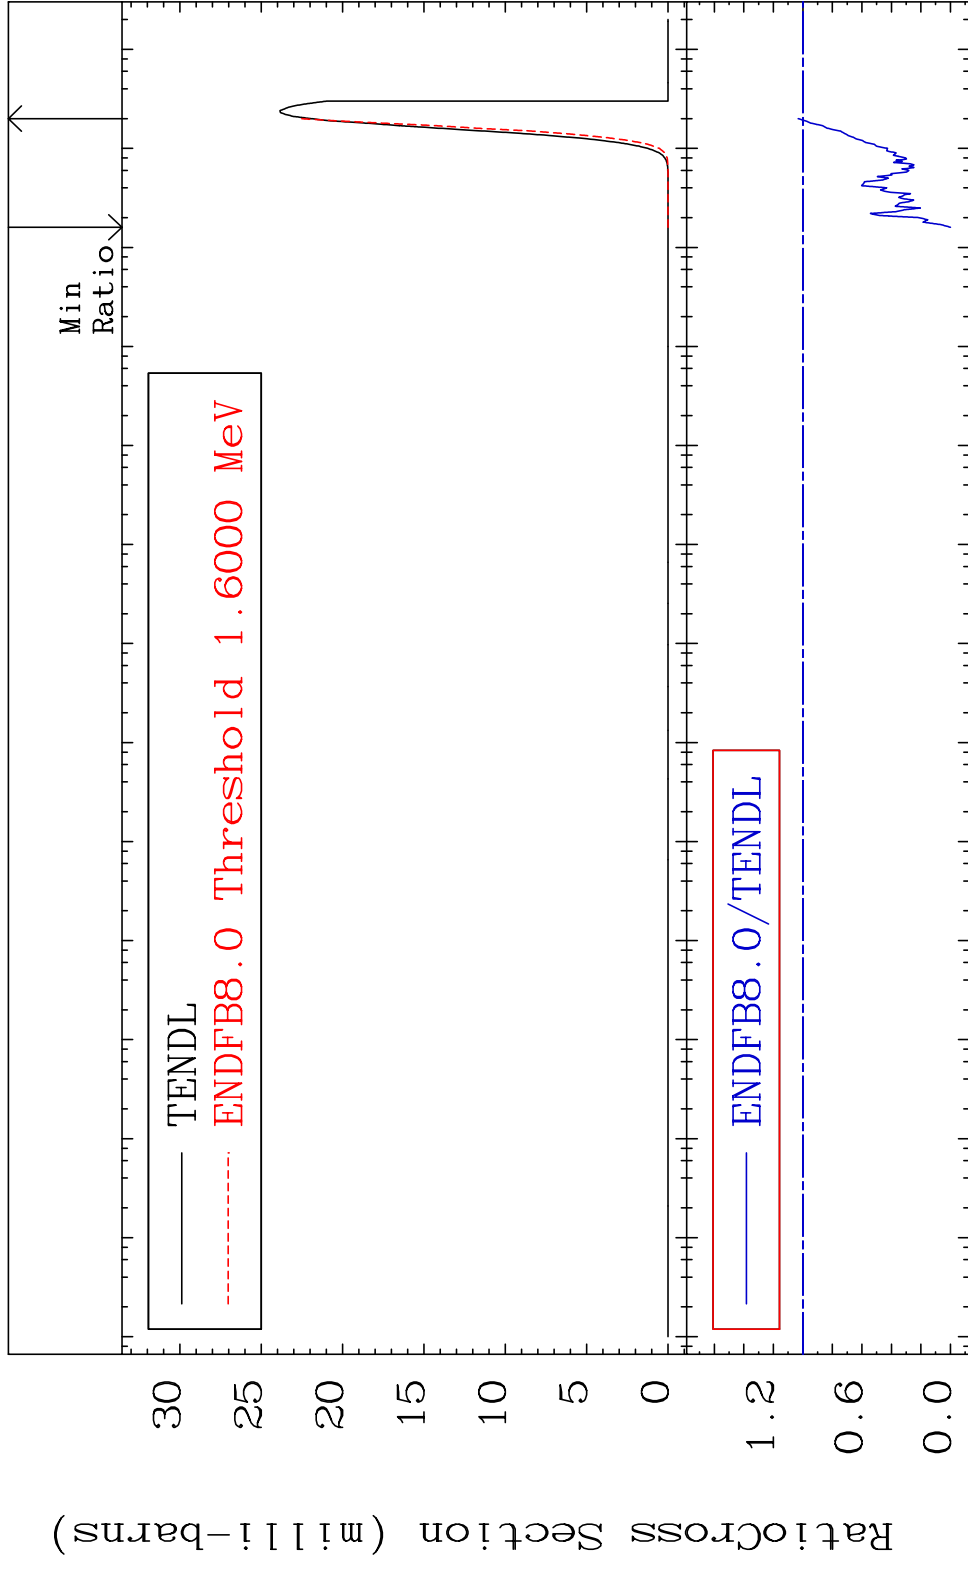 Min
Ratio
TENDL
ENDFB8.0 Threshold 1.6000 MeV
30
25
20
15
10
5
0
ENDFB8.0/TENDL
1.2
0.6
0.0
RatioCross Section (milli-barns)